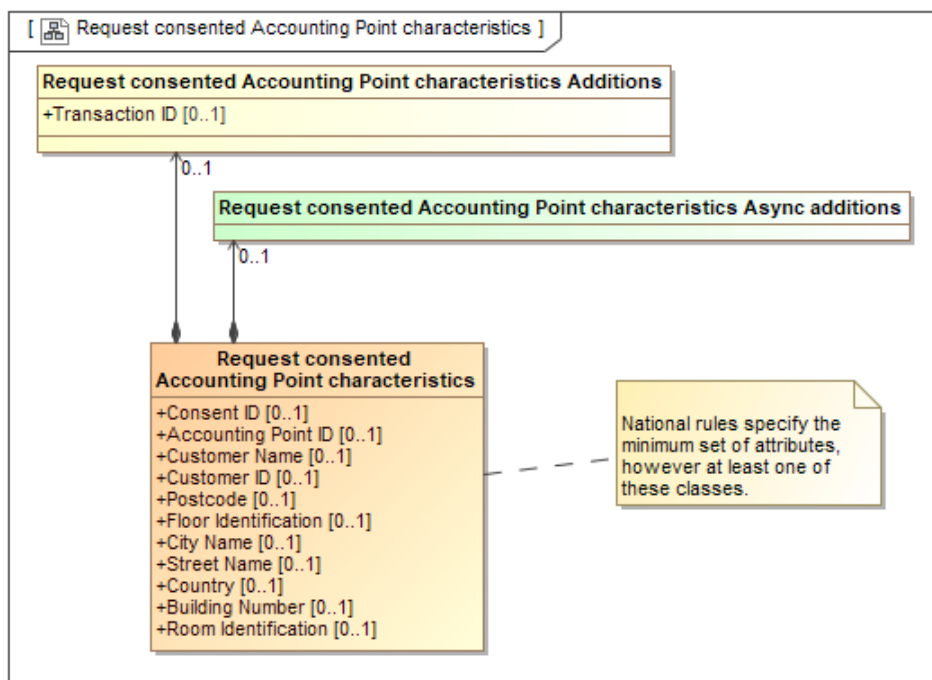 [ Request consented Accounting Point characteristics ]
Request consented Accounting Point characteristics Additions
+Transaction ID [0..1]
0..1
Request consented Accounting Point characteristics Async additions
0..1
Request consented
Accounting Point characteristics
+Consent ID [0..1]
+Accounting Point ID [0..1]
+Customer Name [0..1]
+Customer ID [0..1]
+Postcode [0..1]
+Floor Identification [0..1]
+City Name [0..1]
+Street Name [0..1]
+Country [0..1]
+Building Number [0..1]
+Room Identification [0..1]
National rules specify the
minimum set of attributes,
however at least one of
these classes.